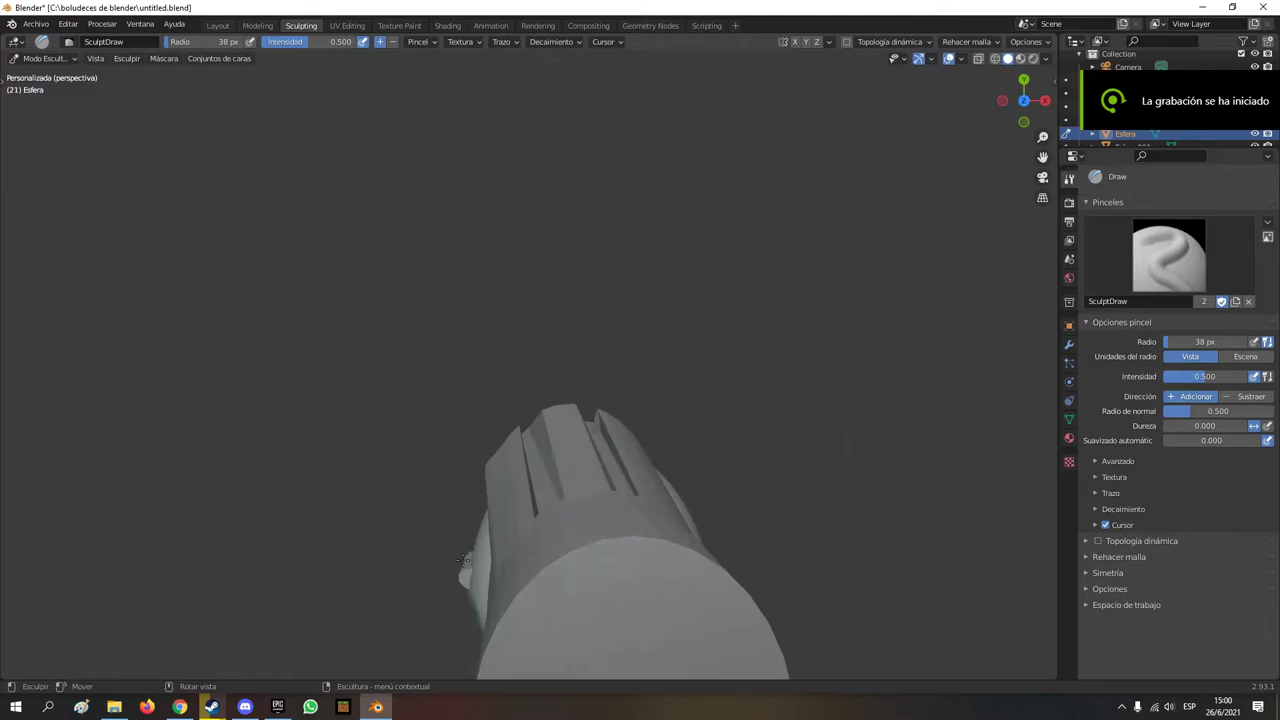 Blender* [C:\boludeces de blender\untitled.blend]
Archivo Editar Procesar Ventana Ayuda Layout Modeling Sculpting UV Editing Texture Paint Shading Animation Rendering Compositing Geometry Nodes Scripting + Scene View Layer
SculptDraw Radio 38 px Intensidad 0.500 Pincel Textura Trazo Decaimiento Cursor X Y Z Topología dinámica Rehacer malla Opciones
Modo Escult... Vista Esculpir Máscara Conjuntos de caras
Collection
Camera
Personalizada (perspectiva)
(21) Esfera
Y
Z X
La grabación se ha iniciado
Esfera
Draw
Pinceles
SculptDraw 2
Opciones pincel
Radio 38 px
Unidades del radio Vista Escena
Intensidad 0.500
Dirección + Adicionar − Sustraer
Radio de normal 0.500
Dureza 0.000
Suavizado automátic 0.000
Avanzado
Textura
Trazo
Decaimiento
Cursor
Topología dinámica
Rehacer malla
Simetría
Opciones
Espacio de trabajo
Esculpir Mover Rotar vista Escultura - menú contextual 2.93.1
ESP 15:00
26/6/2021